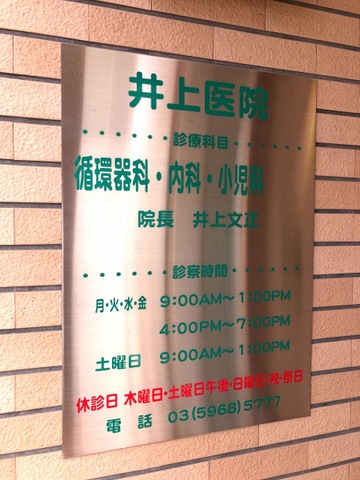 井上医院
・・・・・・診療科目・・・・・・
循環器科・内科・小児科
院長 井上文正
・・・・・・診察時間・・・・・・
月・火・水・金 9:00AM～1:00PM
4:00PM～7:00PM
土曜日 9:00AM～1:00PM
休診日 木曜日・土曜日午後・日曜日・祝・祭日
電話 03(5968)5777